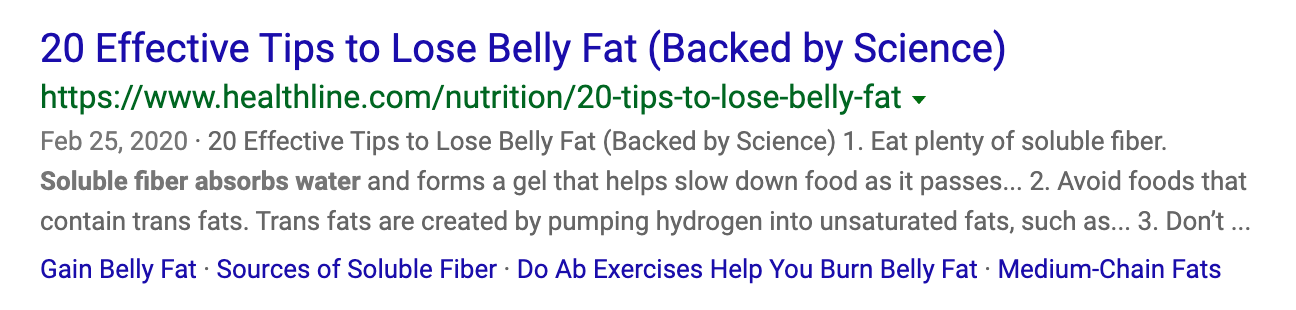 20 Effective Tips to Lose Belly Fat (Backed by Science)
https://www.healthline.com/nutrition/20-tips-to-lose-belly-fat
Feb 25, 2020 · 20 Effective Tips to Lose Belly Fat (Backed by Science) 1. Eat plenty of soluble fiber.
Soluble fiber absorbs water and forms a gel that helps slow down food as it passes... 2. Avoid foods that
contain trans fats. Trans fats are created by pumping hydrogen into unsaturated fats, such as... 3. Don’t ...
Gain Belly Fat · Sources of Soluble Fiber · Do Ab Exercises Help You Burn Belly Fat · Medium-Chain Fats